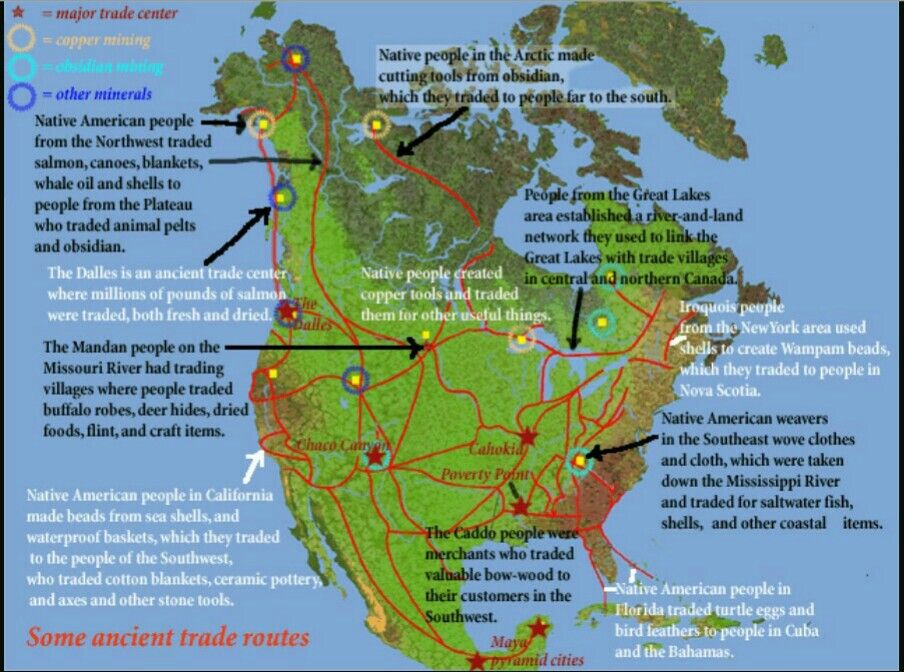 = major trade center
= copper mining
= obsidian mining
= other minerals
Native people in the Arctic made
cutting tools from obsidian,
which they traded to people far to the south.
Native American people
from the Northwest traded
salmon, canoes, blankets,
whale oil and shells to
people from the Plateau
who traded animal pelts
and obsidian.
People from the Great Lakes
area established a river-and-land
network they used to link the
Great Lakes with trade villages
in central and northern Canada.
The Dalles is an ancient trade center
where millions of pounds of salmon
were traded, both fresh and dried.
Native people created
copper tools and traded
them for other useful things.
The
Dalles
Iroquois people
from the NewYork area used
shells to create Wampam beads,
which they traded to people in
Nova Scotia.
The Mandan people on the
Missouri River had trading
villages where people traded
buffalo robes, deer hides, dried
foods, flint, and craft items.
Native American weavers
in the Southeast wove clothes
and cloth, which were taken
down the Mississippi River
and traded for saltwater fish,
shells, and other coastal items.
Chaco Canyon
Cahokia
Poverty Point
Native American people in California
made beads from sea shells, and
waterproof baskets, which they traded
to the people of the Southwest,
who traded cotton blankets, ceramic pottery,
and axes and other stone tools.
The Caddo people were
merchants who traded
valuable bow-wood to
their customers in the
Southwest.
Native American people in
Florida traded turtle eggs and
bird feathers to people in Cuba
and the Bahamas.
Some ancient trade routes
Maya
pyramid cities